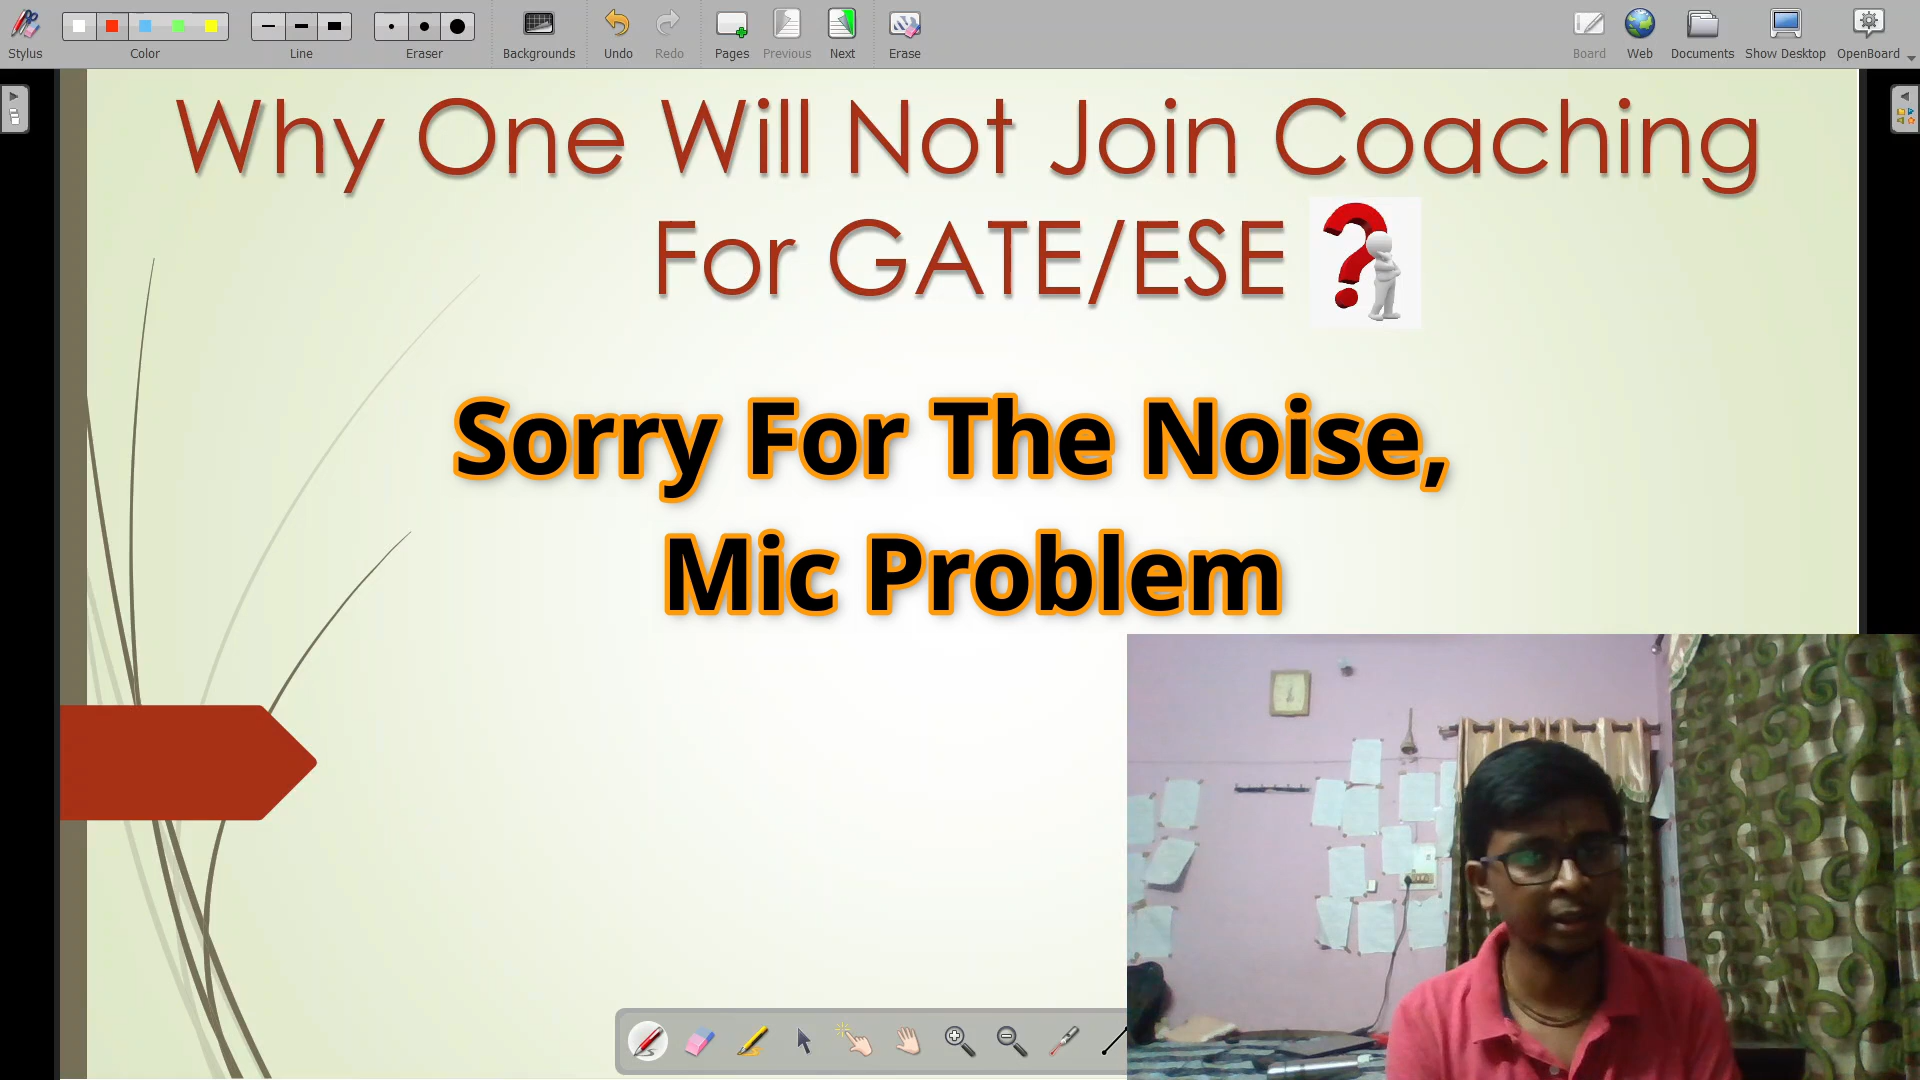 Stylus
Color
Line
Eraser
Backgrounds
Undo
Redo
Pages
Previous
Next
Erase
Board
Web
Documents
Show Desktop
OpenBoard
Why One Will Not Join Coaching
For GATE/ESE
Sorry For The Noise,
Mic Problem